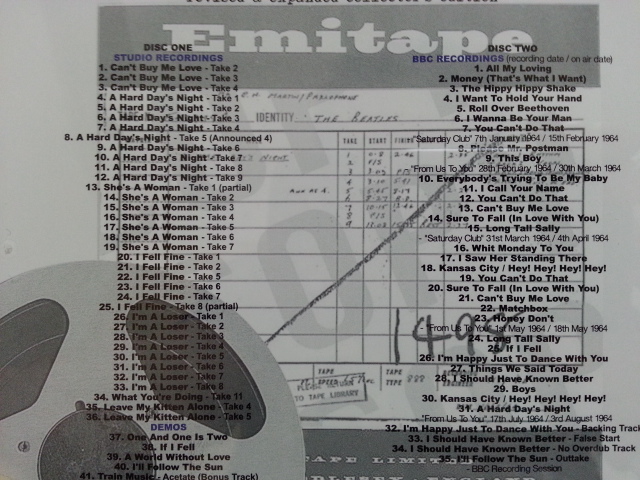 revised & expanded collector's edition
Emitape
DISC ONE
STUDIO RECORDINGS
1. Can't Buy Me Love - Take 2
2. Can't Buy Me Love - Take 3
3. Can't Buy Me Love - Take 4
4. A Hard Day's Night - Take 1
5. A Hard Day's Night - Take 2
6. A Hard Day's Night - Take 3
7. A Hard Day's Night - Take 4
8. A Hard Day's Night - Take 5 (Announced 4)
9. A Hard Day's Night - Take 6
10. A Hard Day's Night - Take 7
11. A Hard Day's Night - Take 8
12. A Hard Day's Night - Take 9
13. She's A Woman - Take 1 (partial)
14. She's A Woman - Take 2
15. She's A Woman - Take 3
16. She's A Woman - Take 4
17. She's A Woman - Take 5
18. She's A Woman - Take 6
19. She's A Woman - Take 7
20. I Fell Fine - Take 1
21. I Fell Fine - Take 2
22. I Fell Fine - Take 5
23. I Fell Fine - Take 6
24. I Fell Fine - Take 7
25. I Fell Fine - Take 8 (partial)
26. I'm A Loser - Take 1
27. I'm A Loser - Take 2
28. I'm A Loser - Take 3
29. I'm A Loser - Take 4
30. I'm A Loser - Take 5
31. I'm A Loser - Take 6
32. I'm A Loser - Take 7
33. I'm A Loser - Take 8
34. What You're Doing - Take 11
35. Leave My Kitten Alone - Take 4
36. Leave My Kitten Alone - Take 5
DEMOS
37. And One And Is Two
38. If I Fell
39. A World Without Love
40. I'll Follow The Sun
41. Train Music - Acetate (Bonus Track)
IDENTITY: THE BEATLES
TAKE START FINISH
1498
TAPE
TO TAPE LIBRARY
TAPE LIMITED
ENGLAND
DISC TWO
BBC RECORDINGS (recording date / on air date)
1. All My Loving
2. Money (That's What I Want)
3. The Hippy Hippy Shake
4. I Want To Hold Your Hand
5. Roll Over Beethoven
6. I Wanna Be Your Man
7. You Can't Do That
- "Saturday Club" 7th January 1964 / 15th February 1964
8. Please Mr. Postman
9. This Boy
- "From Us To You" 28th February 1964 / 30th March 1964
10. Everybody's Trying To Be My Baby
11. I Call Your Name
12. You Can't Do That
13. Can't Buy Me Love
14. Sure To Fall (In Love With You)
15. Long Tall Sally
- "Saturday Club" 31st March 1964 / 4th April 1964
16. Whit Monday To You
17. I Saw Her Standing There
18. Kansas City / Hey! Hey! Hey! Hey!
19. You Can't Do That
20. Sure To Fall (In Love With You)
21. Can't Buy Me Love
22. Matchbox
23. Honey Don't
- "From Us To You" 1st May 1964 / 18th May 1964
24. Long Tall Sally
25. If I Fell
26. I'm Happy Just To Dance With You
27. Things We Said Today
28. I Should Have Known Better
29. Boys
30. Kansas City / Hey! Hey! Hey! Hey!
31. A Hard Day's Night
- "From Us To You" 17th July 1964 / 3rd August 1964
32. I'm Happy Just To Dance With You - Backing Track
33. I Should Have Known Better - False Start
34. I Should Have Known Better - No Overdub Track
35. I'll Follow The Sun - Outtake
- BBC Recording Session